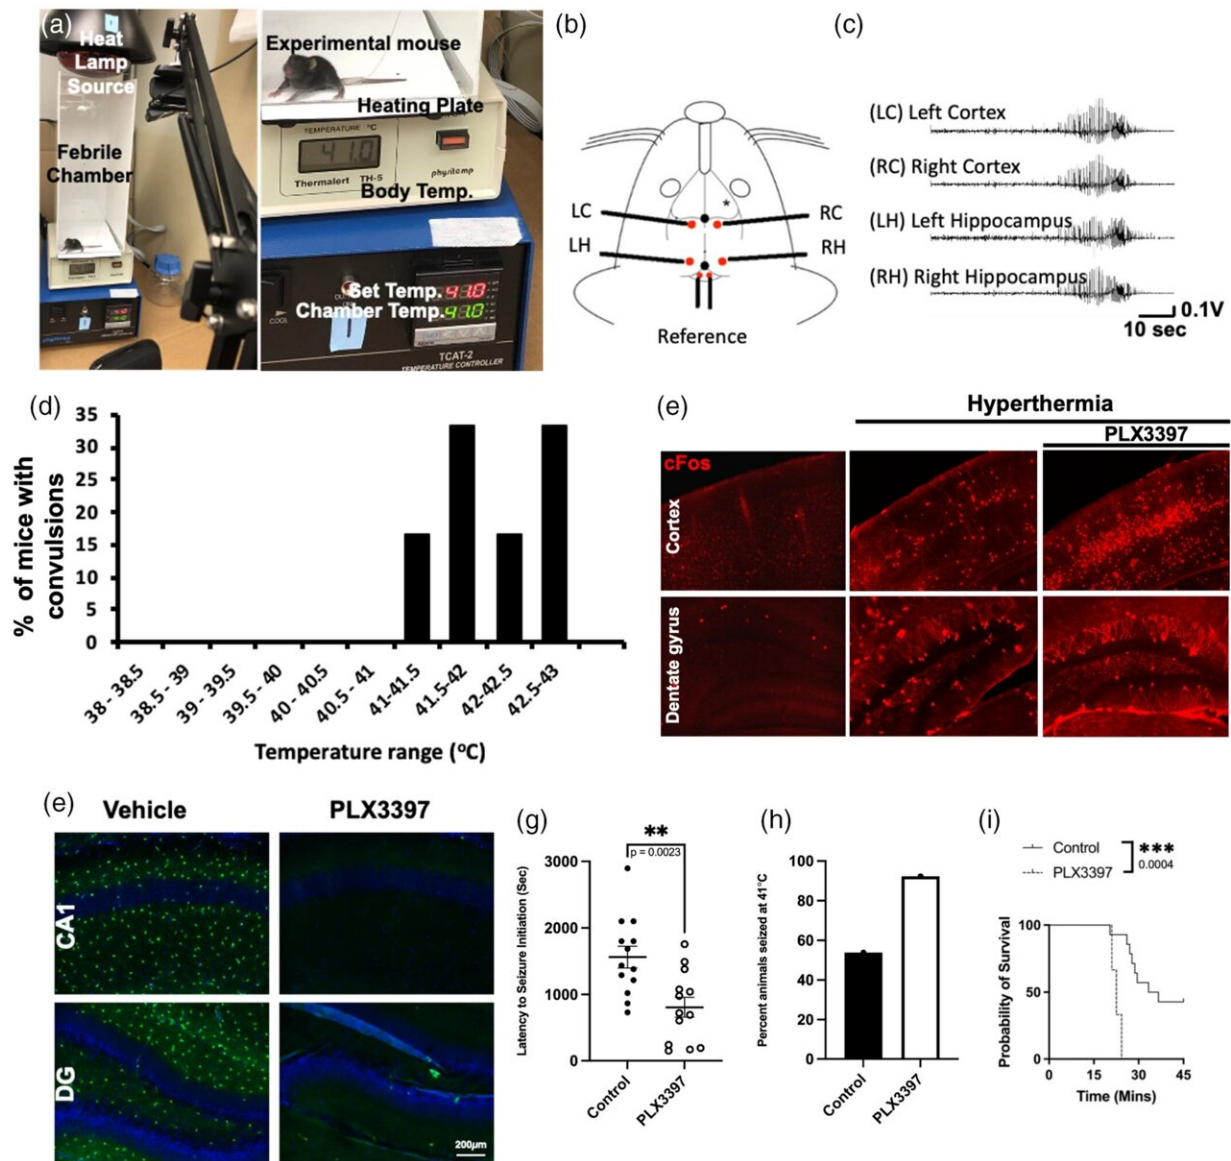 (a)
Heat
Lamp
Source
Febrile
Chamber
Experimental mouse
Heating Plate
TEMPERATURE °C
41.0
Thermalert TH-5
physitemp
Body Temp.
Set Temp. 41.0
Chamber Temp. 41.0
COOL
TCAT-2
TEMPERATURE CONTROLLER
(b)
LC
RC
LH
RH
*
Reference
(c)
(LC) Left Cortex
(RC) Right Cortex
(LH) Left Hippocampus
(RH) Right Hippocampus
0.1V
10 sec
(d)
% of mice with
convulsions
35
30
25
20
15
10
5
0
38 - 38.5
38.5 - 39
39 - 39.5
39.5 - 40
40 - 40.5
40.5 - 41
41-41.5
41.5-42
42-42.5
42.5-43
Temperature range (ºC)
(e)
Hyperthermia
PLX3397
cFos
Cortex
Dentate gyrus
(e)
Vehicle
PLX3397
CA1
DG
200µm
(g)
**
p = 0.0023
Latency to Seizure Initiation (Sec)
3000
2000
1000
0
Control
PLX3397
(h)
Percent animals seized at 41°C
100
80
60
40
20
0
Control
PLX3397
(i)
Control
PLX3397
***
0.0004
Probability of Survival
100
50
0
0 15 30 45
Time (Mins)